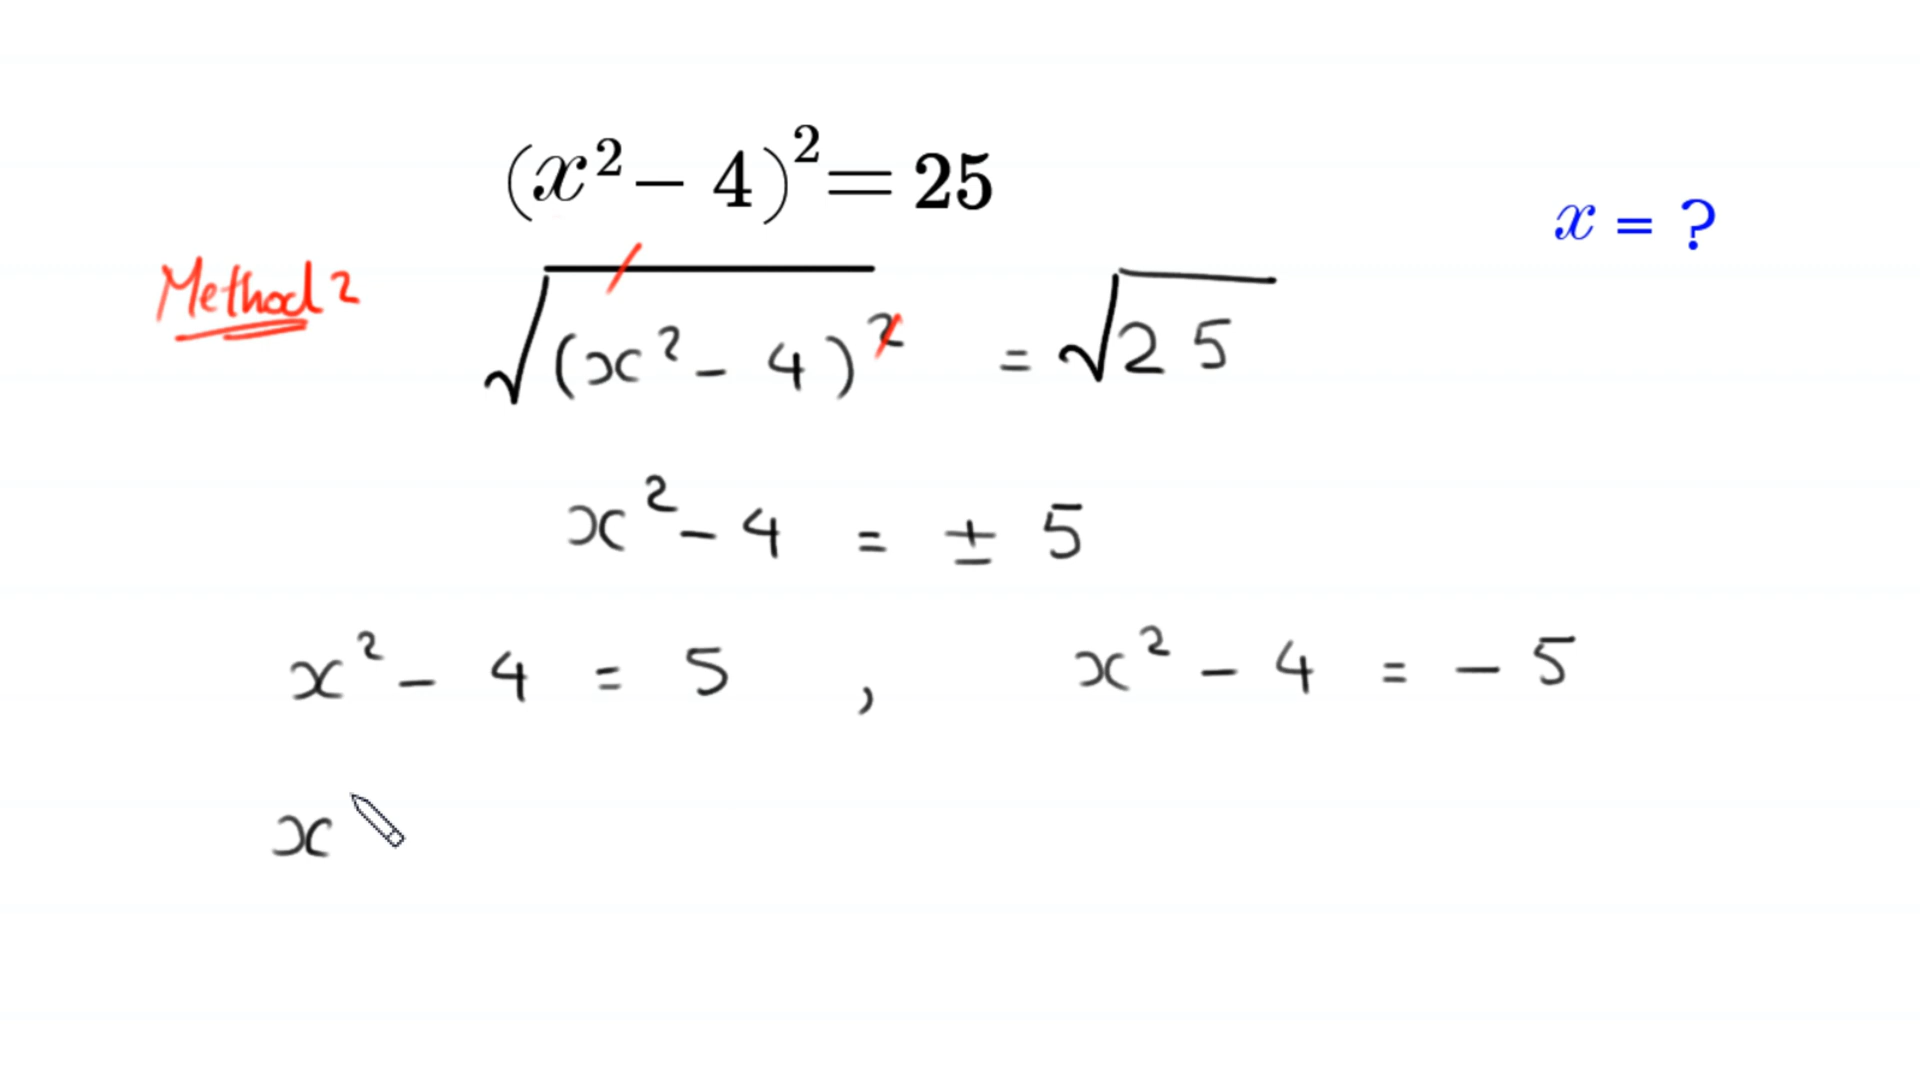 (x² − 4)² = 25
x = ?
Method 2
√(x² − 4)² = √25
x² − 4 = ± 5
x² − 4 = 5 , x² − 4 = − 5
x